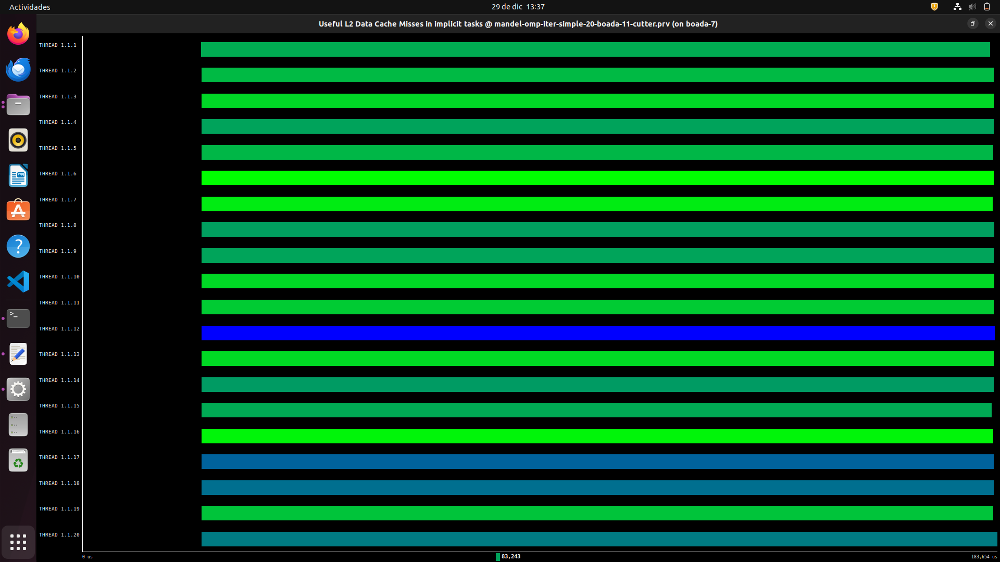 Actividades
29 de dic 13:37
Useful L2 Data Cache Misses in implicit tasks @ mandel-omp-iter-simple-20-boada-11-cutter.prv (on boada-7)
THREAD 1.1.1
THREAD 1.1.2
THREAD 1.1.3
THREAD 1.1.4
THREAD 1.1.5
THREAD 1.1.6
THREAD 1.1.7
THREAD 1.1.8
THREAD 1.1.9
THREAD 1.1.10
THREAD 1.1.11
THREAD 1.1.12
THREAD 1.1.13
THREAD 1.1.14
THREAD 1.1.15
THREAD 1.1.16
THREAD 1.1.17
THREAD 1.1.18
THREAD 1.1.19
THREAD 1.1.20
0 us
83,243
183,654 us